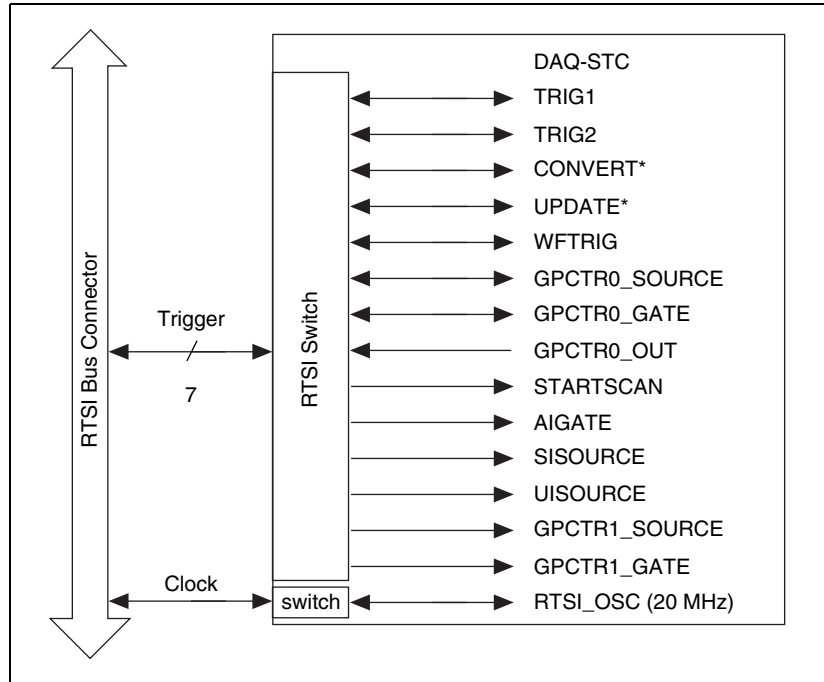 DAQ-STC
TRIG1
TRIG2
CONVERT*
UPDATE*
WFTRIG
GPCTR0_SOURCE
GPCTR0_GATE
GPCTR0_OUT
STARTSCAN
AIGATE
SISOURCE
UISOURCE
GPCTR1_SOURCE
GPCTR1_GATE
RTSI_OSC (20 MHz)
RTSI Bus Connector
Trigger
7
Clock
RTSI Switch
switch